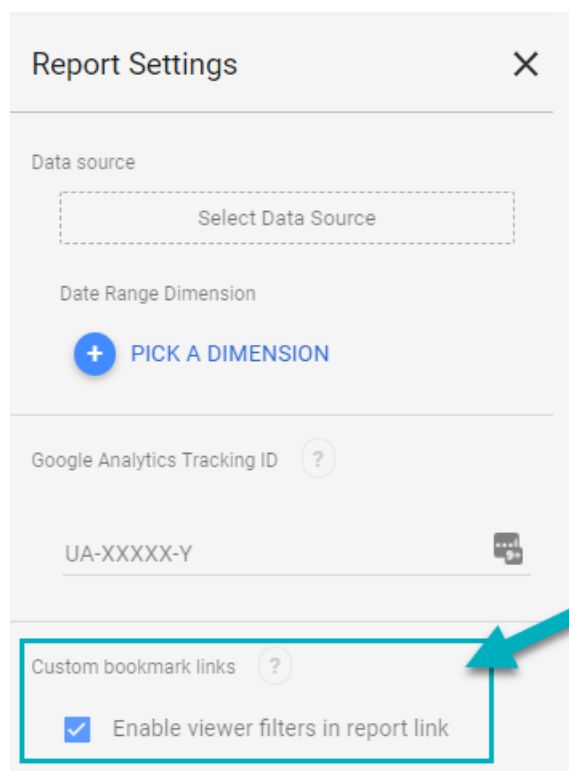 Report Settings
Data source
Select Data Source
Date Range Dimension
PICK A DIMENSION
Google Analytics Tracking ID ?
UA-XXXXX-Y
9+
Custom bookmark links ?
Enable viewer filters in report link